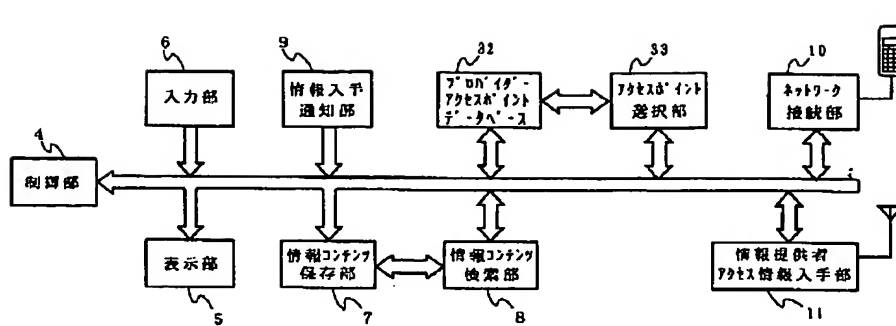 6
入力部
9
情報入手
通知部
32
プロバイダー
アクセスポイント
データベース
33
アクセスポイント
選択部
10
ネットワーク
接続部
4
制御部
表示部
5
情報コンテンツ
保存部
7
情報コンテンツ
検索部
8
情報提供者
アクセス情報入手部
11